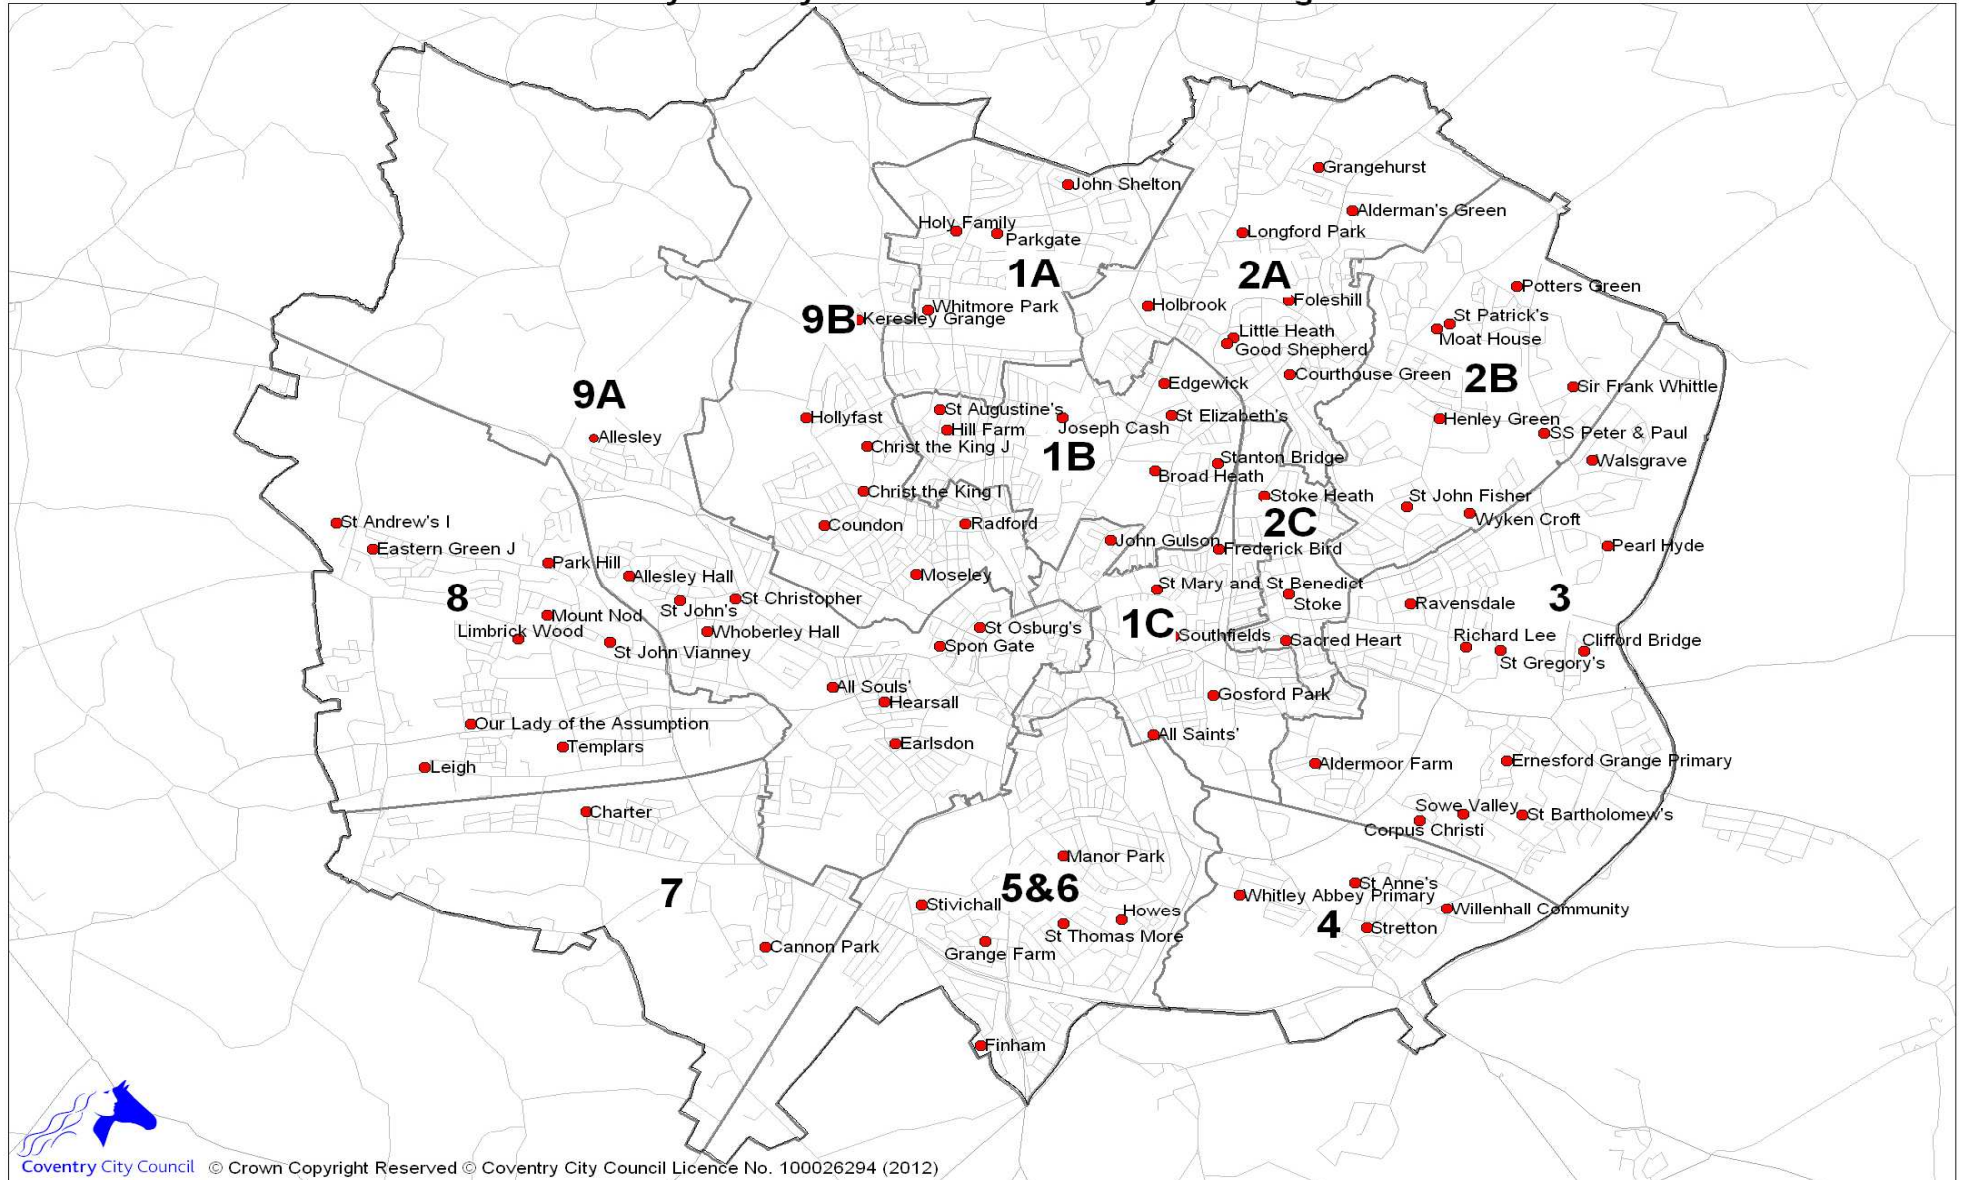 Grangehurst
John Shelton
Alderman's Green
Holy Family
Longford Park
Parkgate
1A
2A
Potters Green
Foleshill
Holbrook
Whitmore Park
9B
Keresley Grange
St Patrick's
Little Heath
Moat House
Good Shepherd
Courthouse Green
2B
Edgewick
Sir Frank Whittle
9A
St Augustine's
Hollyfast
St Elizabeth's
Henley Green
Joseph Cash
Hill Farm
Allesley
SS Peter & Paul
Christ the King J
1B
Stanton Bridge
Walsgrave
Broad Heath
Christ the King I
Stoke Heath
St John Fisher
Wyken Croft
2C
St Andrew's I
Coundon
Radford
John Gulson
Pearl Hyde
Eastern Green J
Frederick Bird
Park Hill
Allesley Hall
Moseley
St Mary and St Benedict
8
St Christopher
3
Stoke
Ravensdale
St John's
Mount Nod
1C
Limbrick Wood
Whoberley Hall
St Osburg's
Southfields
Richard Lee
Clifford Bridge
Sacred Heart
Spon Gate
St John Vianney
St Gregory's
All Souls'
Gosford Park
Hearsall
Our Lady of the Assumption
All Saints'
Earlsdon
Templars
Ernesford Grange Primary
Aldermoor Farm
Leigh
Sowe Valley
Charter
St Bartholomew's
Corpus Christi
Manor Park
St Anne's
5&6
7
Whitley Abbey Primary
Stivichall
Howes
Willenhall Community
4
Stretton
St Thomas More
Cannon Park
Grange Farm
Finham
Coventry City Council
© Crown Copyright Reserved © Coventry City Council Licence No. 100026294 (2012)